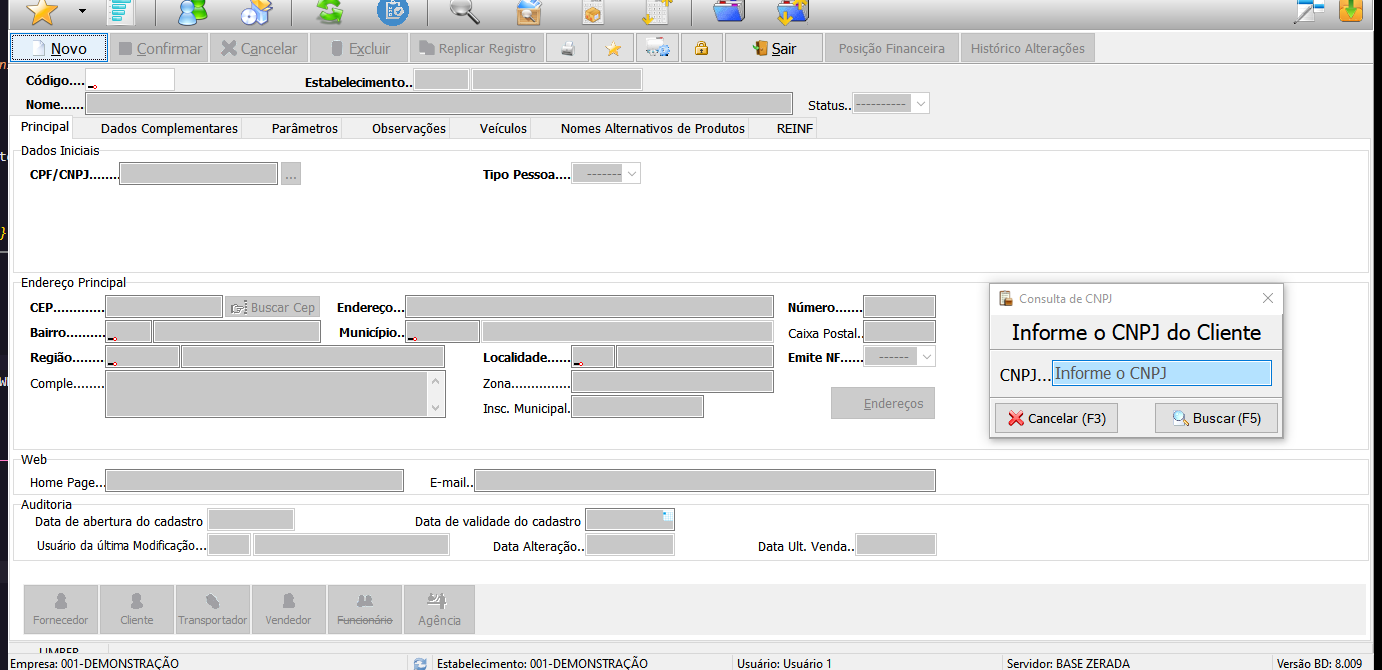 Novo Confirmar Cancelar Excluir Replicar Registro Sair Posição Financeira Histórico Alterações
Código.... Estabelecimento..
Nome...... Status.. ----------
Principal Dados Complementares Parâmetros Observações Veículos Nomes Alternativos de Produtos REINF
Dados Iniciais
CPF/CNPJ....... ... Tipo Pessoa.... -------
Endereço Principal
CEP............ Buscar Cep Endereço... Número.......
Bairro.......... Município.. Caixa Postal.
Região........ Localidade...... Emite NF...... ------
Comple........ Zona..............
Insc. Municipal.
Endereços
Consulta de CNPJ
Informe o CNPJ do Cliente
CNPJ... Informe o CNPJ
Cancelar (F3) Buscar (F5)
Web
Home Page... E-mail..
Auditoria
Data de abertura do cadastro Data de validade do cadastro
Usuário da última Modificação... Data Alteração.. Data Ult. Venda..
Fornecedor Cliente Transportador Vendedor Funcionário Agência
LIMBER
Empresa: 001-DEMONSTRAÇÃO Estabelecimento: 001-DEMONSTRAÇÃO Usuário: Usuário 1 Servidor: BASE ZERADA Versão BD: 8.009